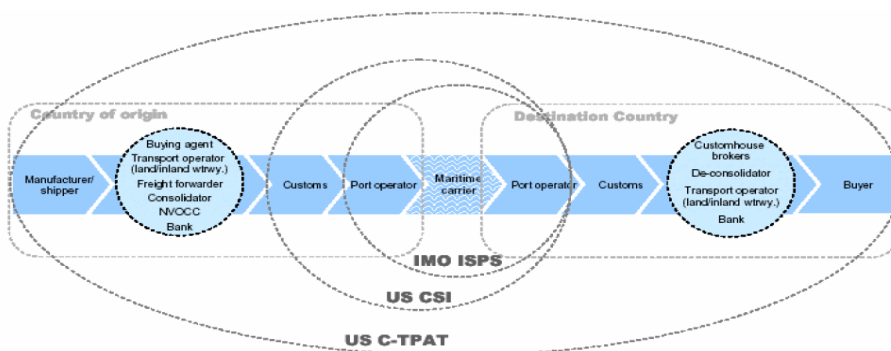 Country of origin
Destination Country
Manufacturer/
shipper
Buying agent
Transport operator
(land/inland wtrwy.)
Freight forwarder
Consolidator
NVOCC
Bank
Customs
Port operator
Maritime
carrier
Port operator
Customs
Customhouse
brokers
De-consolidator
Transport operator
(land/inland wtrwy.)
Bank
Buyer
IMO ISPS
US CSI
US C-TPAT